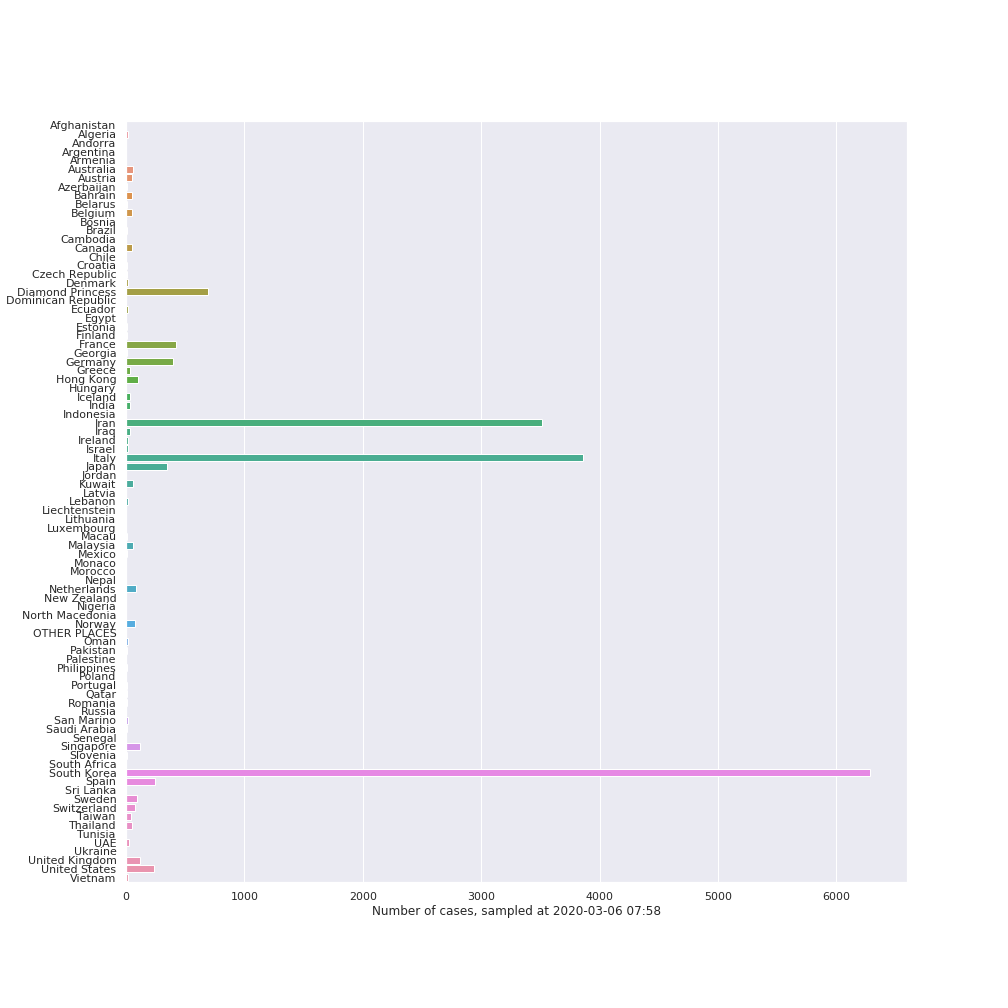 Afghanistan
Algeria
Andorra
Argentina
Armenia
Australia
Austria
Azerbaijan
Bahrain
Belarus
Belgium
Bosnia
Brazil
Cambodia
Canada
Chile
Croatia
Czech Republic
Denmark
Diamond Princess
Dominican Republic
Ecuador
Egypt
Estonia
Finland
France
Georgia
Germany
Greece
Hong Kong
Hungary
Iceland
India
Indonesia
Iran
Iraq
Ireland
Israel
Italy
Japan
Jordan
Kuwait
Latvia
Lebanon
Liechtenstein
Lithuania
Luxembourg
Macau
Malaysia
Mexico
Monaco
Morocco
Nepal
Netherlands
New Zealand
Nigeria
North Macedonia
Norway
OTHER PLACES
Oman
Pakistan
Palestine
Philippines
Poland
Portugal
Qatar
Romania
Russia
San Marino
Saudi Arabia
Senegal
Singapore
Slovenia
South Africa
South Korea
Spain
Sri Lanka
Sweden
Switzerland
Taiwan
Thailand
Tunisia
UAE
Ukraine
United Kingdom
United States
Vietnam
0 1000 2000 3000 4000 5000 6000
Number of cases, sampled at 2020-03-06 07:58